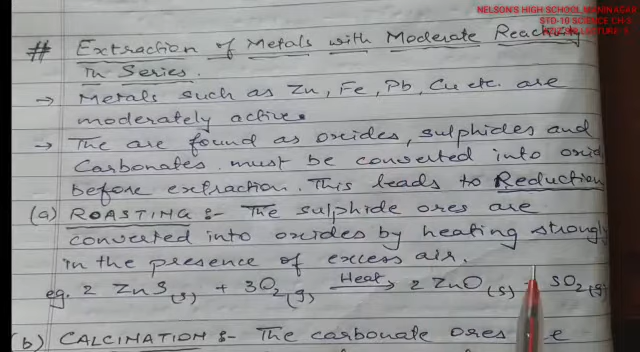 NELSON'S HIGH SCHOOL, MANINAGAR
STD-10 SCIENCE CH-3
# Extraction of Metals with Moderate Reactivity
in Series.
→ Metals such as Zn, Fe, Pb, Cu etc. are
moderately active.
→ The are found as oxides, sulphides and
Carbonates must be converted into oxid
before extraction. This leads to Reduction
(a) ROASTING :- The sulphide ores are
converted into oxides by heating strongly
in the presence of excess air.
eg. 2 ZnS(s) + 3O2(g) Heat→ 2 ZnO(s) + SO2(g)
(b) CALCINATION :- The carbonate ores